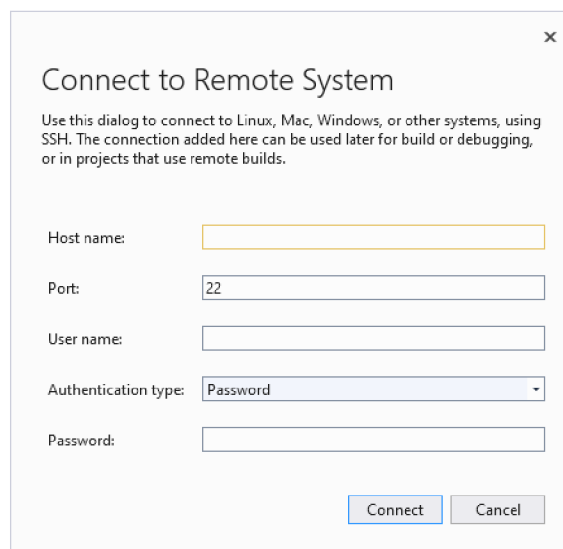 Connect to Remote System
Use this dialog to connect to Linux, Mac, Windows, or other systems, using
SSH. The connection added here can be used later for build or debugging,
or in projects that use remote builds.
Host name:
Port: 22
User name:
Authentication type: Password
Password:
Connect Cancel